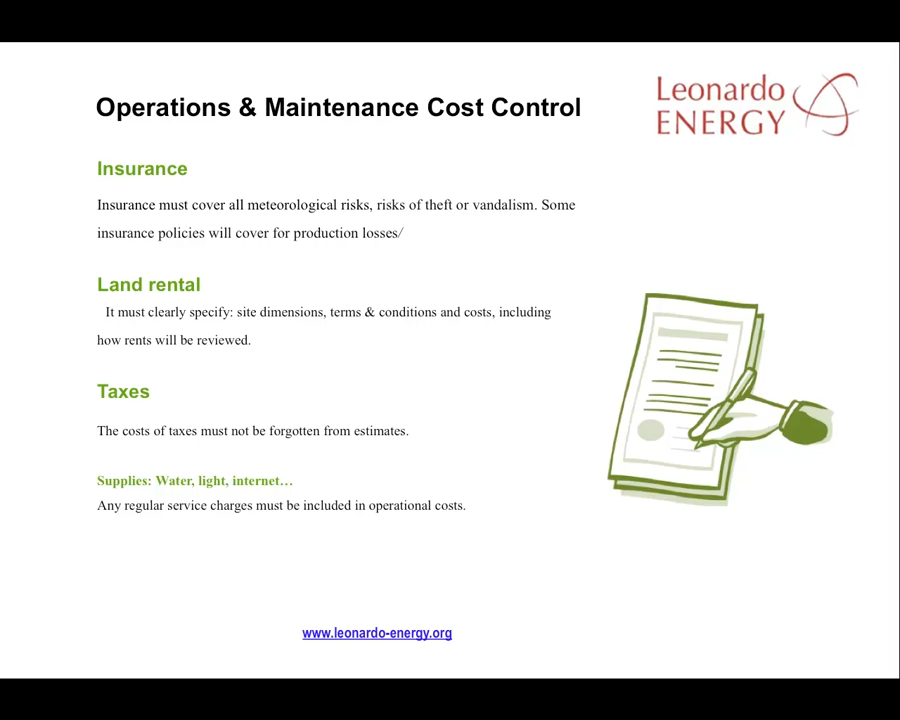 Leonardo
ENERGY
Operations & Maintenance Cost Control
Insurance
Insurance must cover all meteorological risks, risks of theft or vandalism. Some
insurance policies will cover for production losses/
Land rental
It must clearly specify: site dimensions, terms & conditions and costs, including
how rents will be reviewed.
Taxes
The costs of taxes must not be forgotten from estimates.
Supplies: Water, light, internet…
Any regular service charges must be included in operational costs.
www.leonardo-energy.org